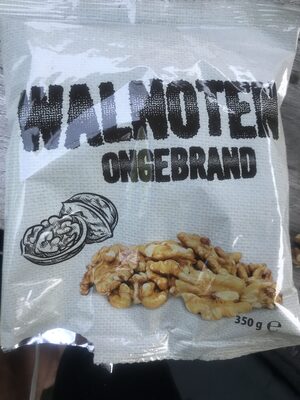 WALNOTEN
ONGEBRAND
350 g ℮